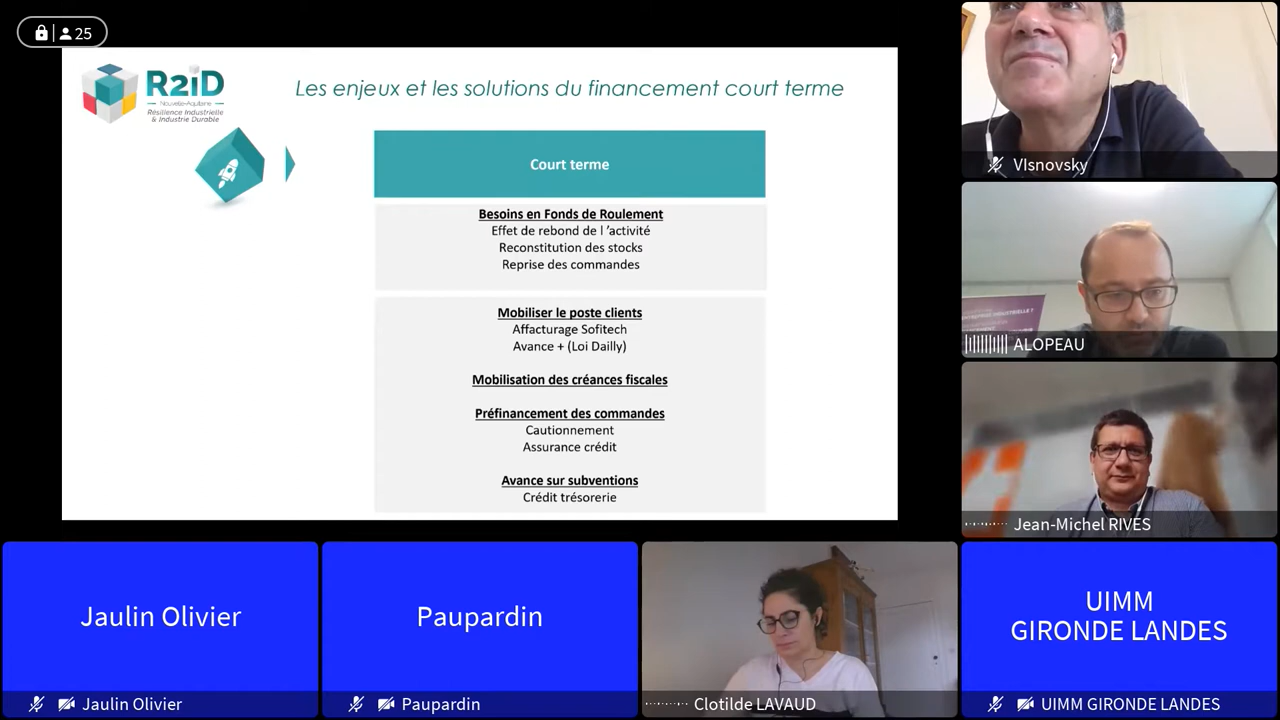 25
R2iD
Nouvelle-Aquitaine
Résilience Industrielle
& Industrie Durable
Les enjeux et les solutions du financement court terme
Court terme
Besoins en Fonds de Roulement
Effet de rebond de l ’activité
Reconstitution des stocks
Reprise des commandes
Mobiliser le poste clients
Affacturage Sofitech
Avance + (Loi Dailly)
Mobilisation des créances fiscales
Préfinancement des commandes
Cautionnement
Assurance crédit
Avance sur subventions
Crédit trésorerie
VIsnovsky
ENTREPRISE INDUSTRIELLE ?
ALOPEAU
Jean-Michel RIVES
Jaulin Olivier
Jaulin Olivier
Paupardin
Paupardin
Clotilde LAVAUD
UIMM
GIRONDE LANDES
UIMM GIRONDE LANDES